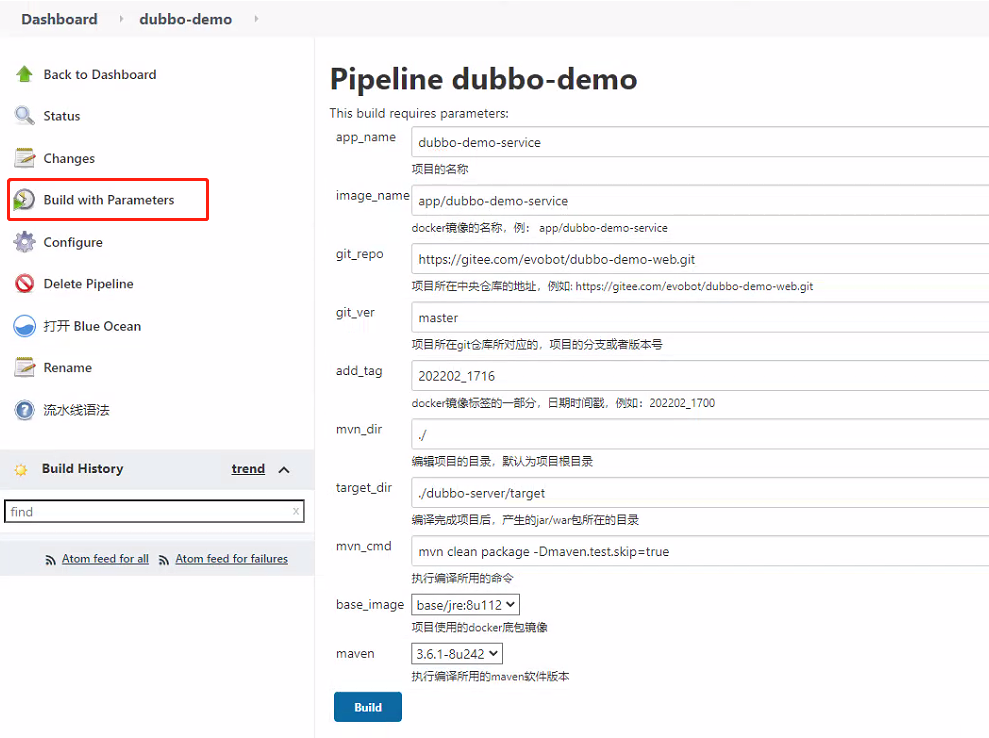 Dashboard dubbo-demo
Back to Dashboard
Status
Changes
Build with Parameters
Configure
Delete Pipeline
打开 Blue Ocean
Rename
流水线语法
Build History trend
find x
Atom feed for all Atom feed for failures
Pipeline dubbo-demo
This build requires parameters:
app_name dubbo-demo-service
项目的名称
image_name app/dubbo-demo-service
docker镜像的名称，例： app/dubbo-demo-service
git_repo https://gitee.com/evobot/dubbo-demo-web.git
项目所在中央仓库的地址，例如: https://gitee.com/evobot/dubbo-demo-web.git
git_ver master
项目所在git仓库所对应的，项目的分支或者版本号
add_tag 202202_1716
docker镜像标签的一部分，日期时间戳，例如：202202_1700
mvn_dir ./
编辑项目的目录，默认为项目根目录
target_dir ./dubbo-server/target
编译完成项目后，产生的jar/war包所在的目录
mvn_cmd mvn clean package -Dmaven.test.skip=true
执行编译所用的命令
base_image base/jre:8u112
项目使用的docker底包镜像
maven 3.6.1-8u242
执行编译所用的maven软件版本
Build